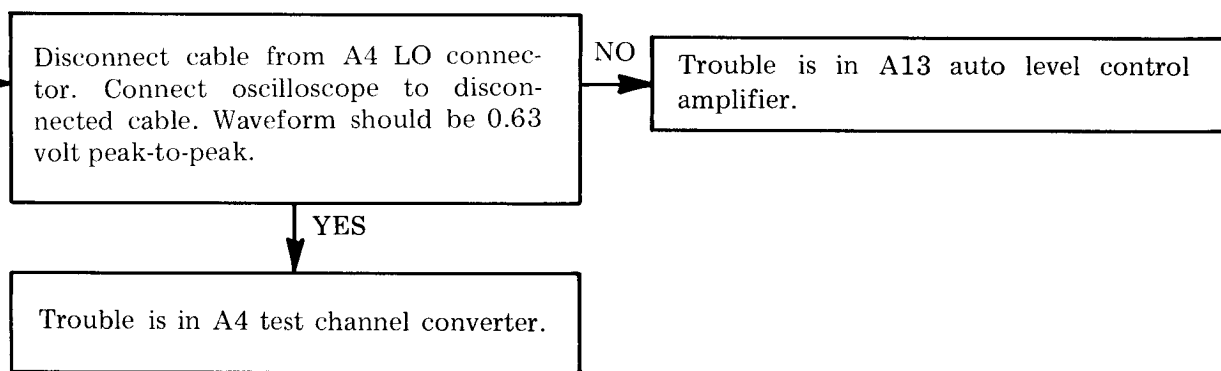 Disconnect cable from A4 LO connec-
tor. Connect oscilloscope to discon-
nected cable. Waveform should be 0.63
volt peak-to-peak.
NO
Trouble is in A13 auto level control
amplifier.
YES
Trouble is in A4 test channel converter.